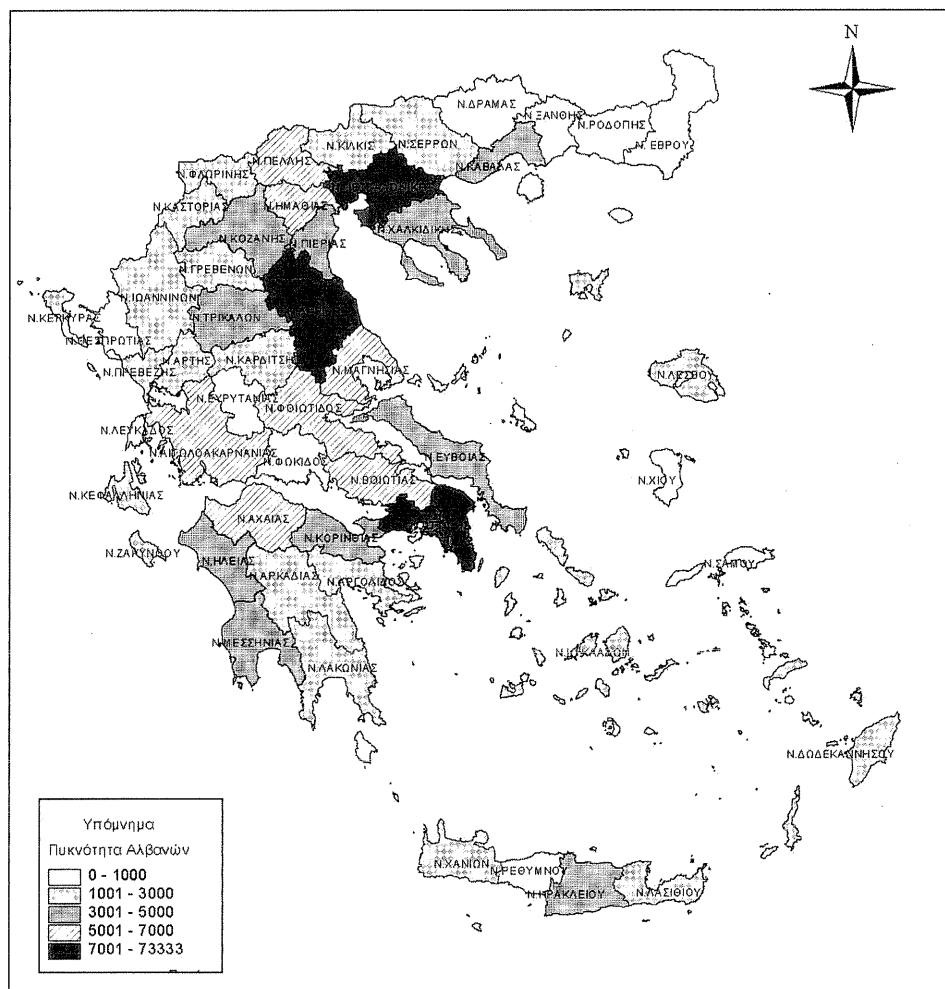 N
Ν.ΔΡΑΜΑΣ
Ν.ΞΑΝΘΗΣ
Ν.ΡΟΔΟΠΗΣ
Ν.ΕΒΡΟΥ
Ν.ΚΙΛΚΙΣ
Ν.ΣΕΡΡΩΝ
Ν.ΠΕΛΛΗΣ
Ν.ΚΑΒΑΛΑΣ
Ν.ΦΛΩΡΙΝΗΣ
Ν.ΗΜΑΘΙΑΣ
Ν.ΚΑΣΤΟΡΙΑΣ
Ν.ΧΑΛΚΙΔΙΚΗΣ
Ν.ΚΟΖΑΝΗΣ
Ν.ΠΙΕΡΙΑΣ
Ν.ΓΡΕΒΕΝΩΝ
Ν.ΙΩΑΝΝΙΝΩΝ
Ν.ΚΕΡΚΥΡΑΣ
Ν.ΤΡΙΚΑΛΩΝ
Ν.ΘΕΣΠΡΩΤΙΑΣ
Ν.ΑΡΤΗΣ
Ν.ΚΑΡΔΙΤΣΗΣ
Ν.ΜΑΓΝΗΣΙΑΣ
Ν.ΛΕΣΒΟΥ
Ν.ΠΡΕΒΕΖΗΣ
Ν.ΕΥΡΥΤΑΝΙΑΣ
Ν.ΦΘΙΩΤΙΔΟΣ
Ν.ΛΕΥΚΑΔΟΣ
Ν.ΑΙΤΩΛΟΑΚΑΡΝΑΝΙΑΣ
Ν.ΕΥΒΟΙΑΣ
Ν.ΦΩΚΙΔΟΣ
Ν.ΒΟΙΩΤΙΑΣ
Ν.ΧΙΟΥ
Ν.ΚΕΦΑΛΛΗΝΙΑΣ
Ν.ΑΧΑΙΑΣ
Ν.ΚΟΡΙΝΘΙΑΣ
Ν.ΖΑΚΥΝΘΟΥ
Ν.ΗΛΕΙΑΣ
Ν.ΑΡΚΑΔΙΑΣ
Ν.ΑΡΓΟΛΙΔΟΣ
Ν.ΣΑΜΟΥ
Ν.ΜΕΣΣΗΝΙΑΣ
Ν.ΚΥΚΛΑΔΩΝ
Ν.ΛΑΚΩΝΙΑΣ
Ν.ΔΩΔΕΚΑΝΝΗΣΟΥ
Ν.ΧΑΝΙΩΝ
Ν.ΡΕΘΥΜΝΟΥ
Ν.ΗΡΑΚΛΕΙΟΥ
Ν.ΛΑΣΙΘΙΟΥ
Υπόμνημα
Πυκνότητα Αλβανών
0 - 1000
1001 - 3000
3001 - 5000
5001 - 7000
7001 - 73333